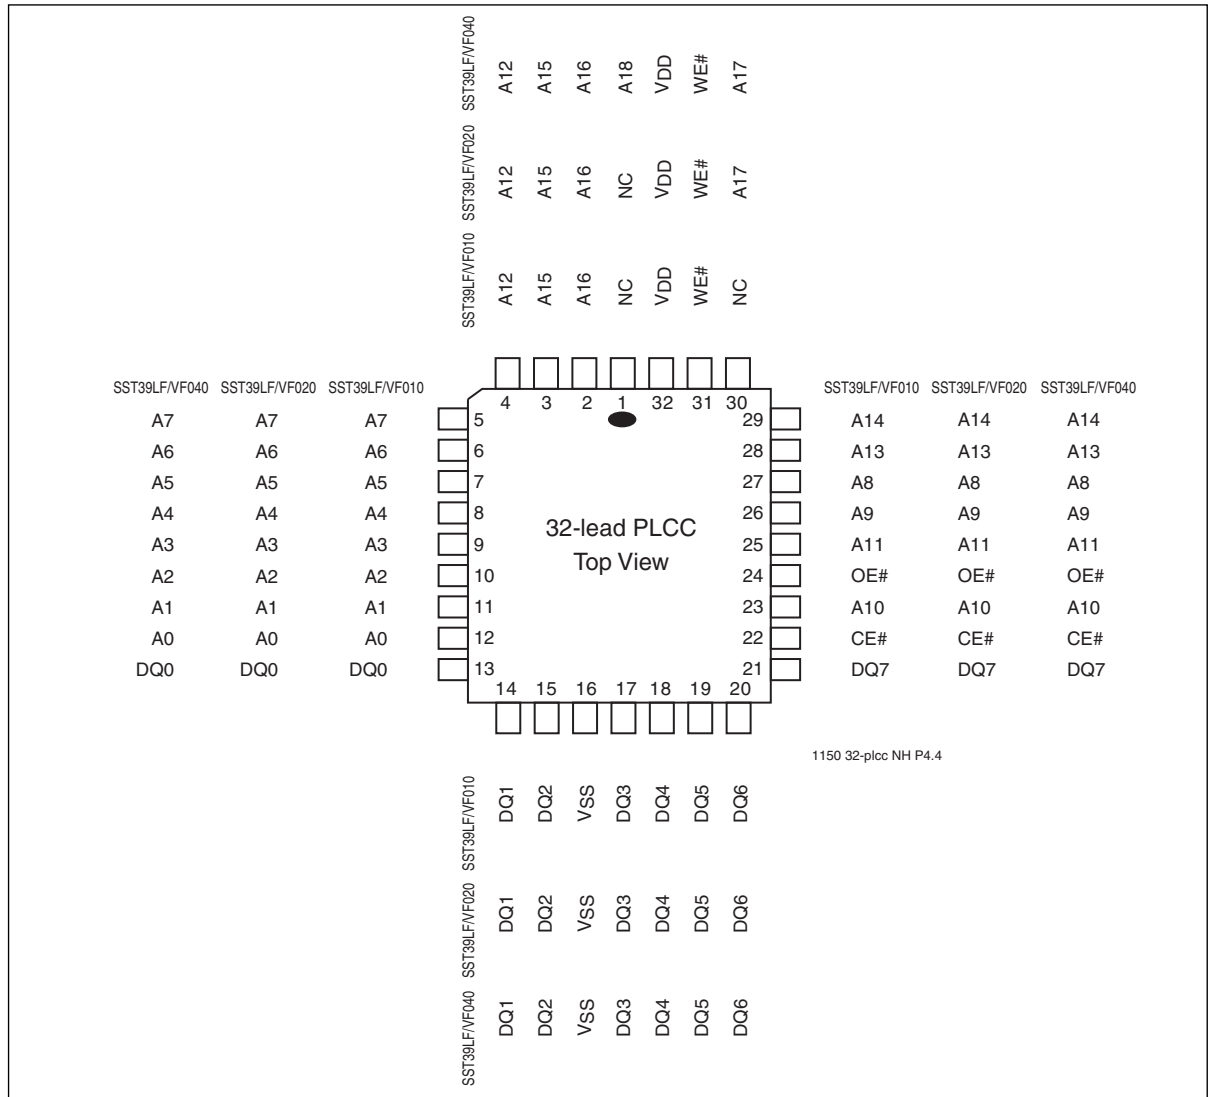 SST39LF/VF040 A12 A15 A16 A18 VDD WE# A17
SST39LF/VF020 A12 A15 A16 NC VDD WE# A17
SST39LF/VF010 A12 A15 A16 NC VDD WE# NC
4 3 2 1 32 31 30
SST39LF/VF040 SST39LF/VF020 SST39LF/VF010 SST39LF/VF010 SST39LF/VF020 SST39LF/VF040
A7 A7 A7 5 29 A14 A14 A14
A6 A6 A6 6 28 A13 A13 A13
A5 A5 A5 7 27 A8 A8 A8
A4 A4 A4 8 26 A9 A9 A9
32-lead PLCC
A3 A3 A3 9 25 A11 A11 A11
Top View
A2 A2 A2 10 24 OE# OE# OE#
A1 A1 A1 11 23 A10 A10 A10
A0 A0 A0 12 22 CE# CE# CE#
DQ0 DQ0 DQ0 13 21 DQ7 DQ7 DQ7
14 15 16 17 18 19 20
1150 32-plcc NH P4.4
SST39LF/VF010 DQ1 DQ2 VSS DQ3 DQ4 DQ5 DQ6
SST39LF/VF020 DQ1 DQ2 VSS DQ3 DQ4 DQ5 DQ6
SST39LF/VF040 DQ1 DQ2 VSS DQ3 DQ4 DQ5 DQ6